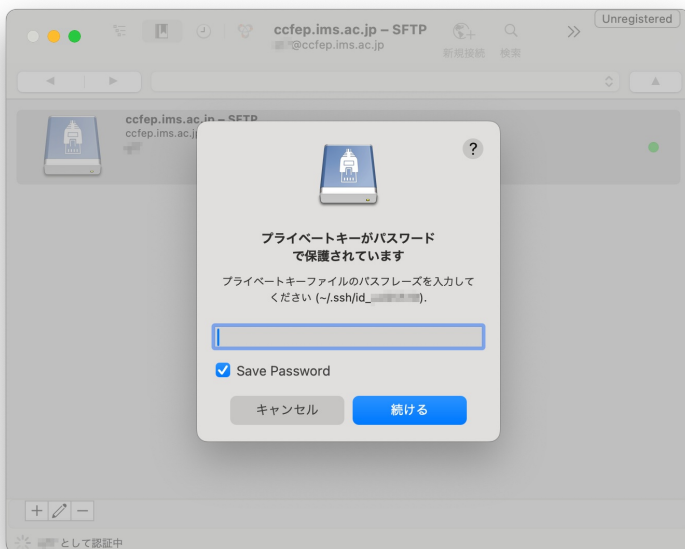 ccfep.ims.ac.jp – SFTP
@ccfep.ims.ac.jp
新規接続
検索
Unregistered
ccfep.ims.ac.jp – SFTP
ccfep.ims.ac.j
?
プライベートキーがパスワード
で保護されています
プライベートキーファイルのパスフレーズを入力して
ください (~/.ssh/id_ ).
Save Password
キャンセル
続ける
として認証中